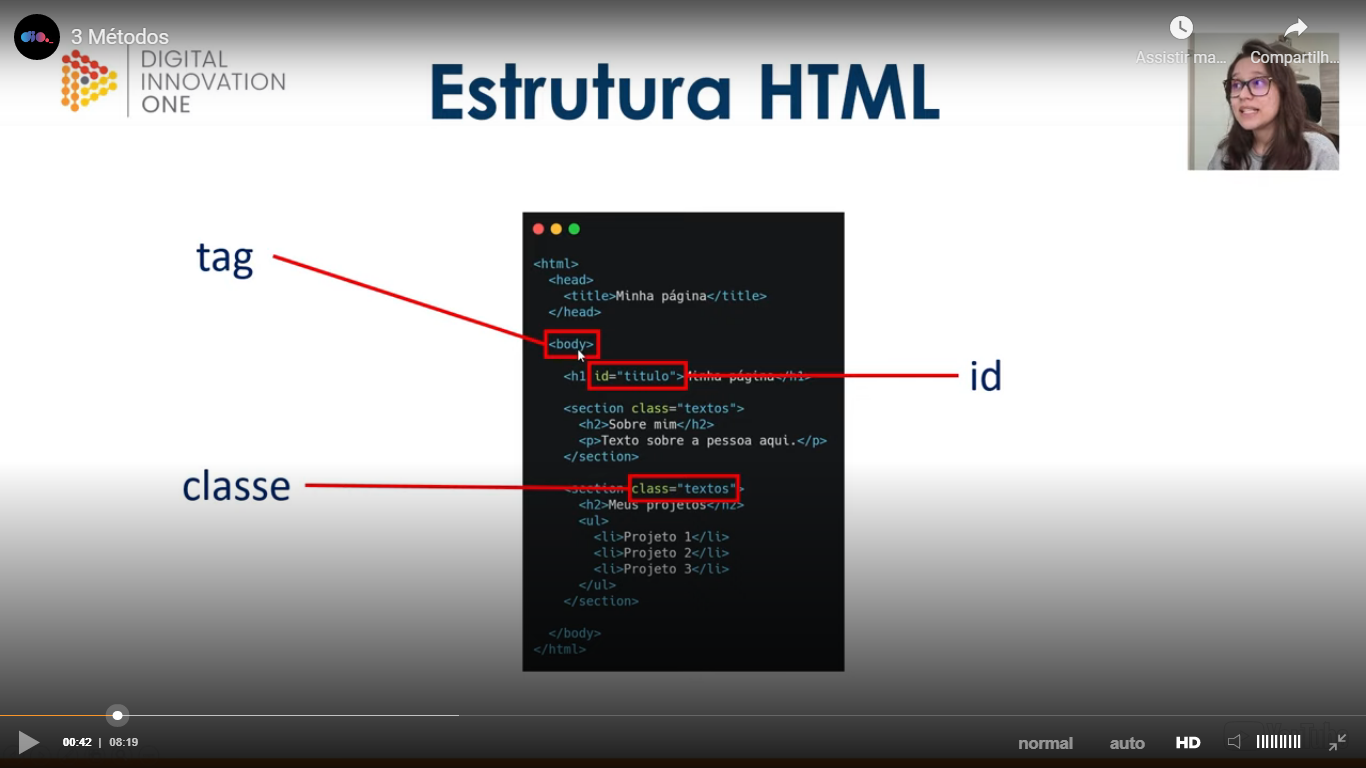 3 Métodos
Assistir ma...
Compartilh...
DIGITAL
INNOVATION
ONE
Estrutura HTML
tag
id
classe
<html>
<head>
<title>Minha página</title>
</head>
<body>
<h1 id="titulo">Minha página</h1>
<section class="textos">
<h2>Sobre mim</h2>
<p>Texto sobre a pessoa aqui.</p>
</section>
<section class="textos">
<h2>Meus projetos</h2>
<ul>
<li>Projeto 1</li>
<li>Projeto 2</li>
<li>Projeto 3</li>
</ul>
</section>
</body>
</html>
00:42 | 08:19
normal
auto
HD